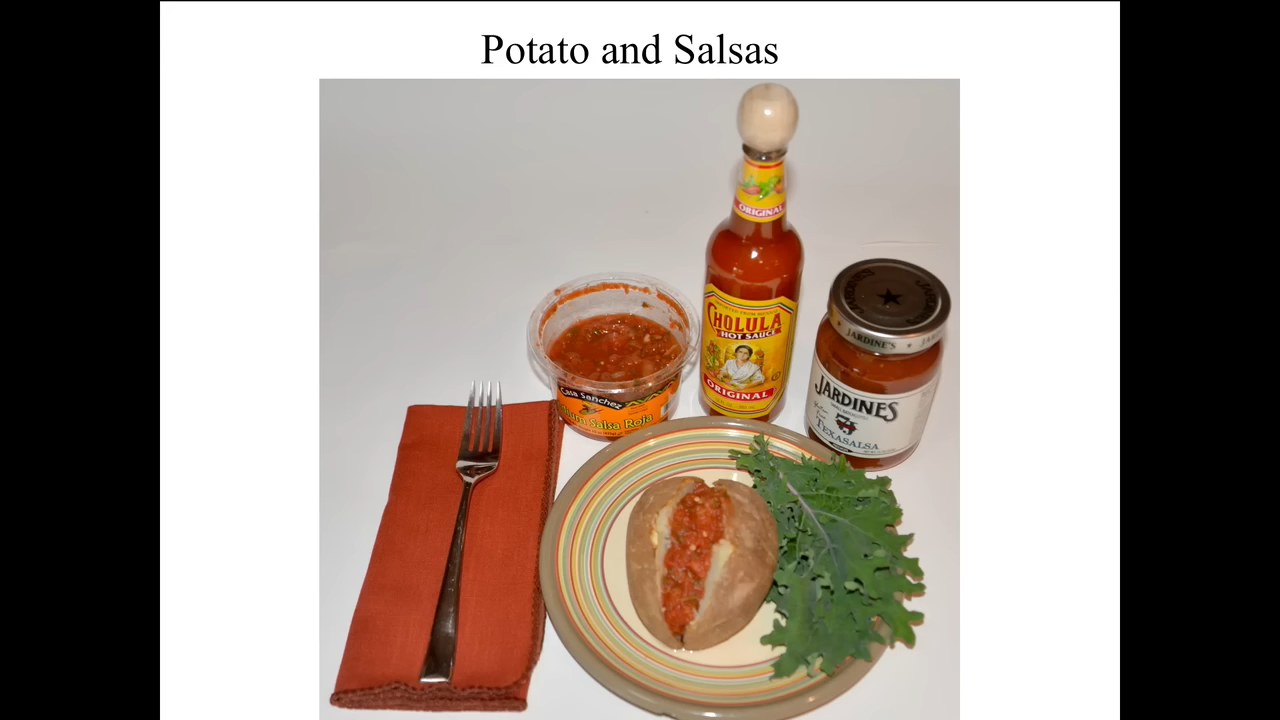 Potato and Salsas
ORIGINAL
CHOLULA
HOT SAUCE
ORIGINAL
JARDINE'S
JARDINES
TEXASALSA
Casa Sanchez
Salsa Roja